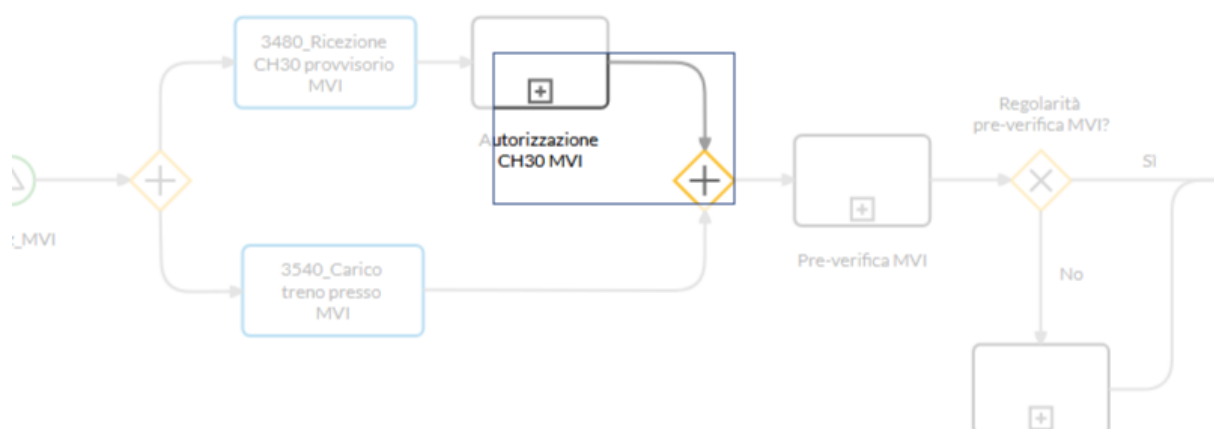 3480_Ricezione
CH30 provvisorio
MVI
Autorizzazione
CH30 MVI
Regolarità
pre-verifica MVI?
Sì
_MVI
3540_Carico
treno presso
MVI
Pre-verifica MVI
No